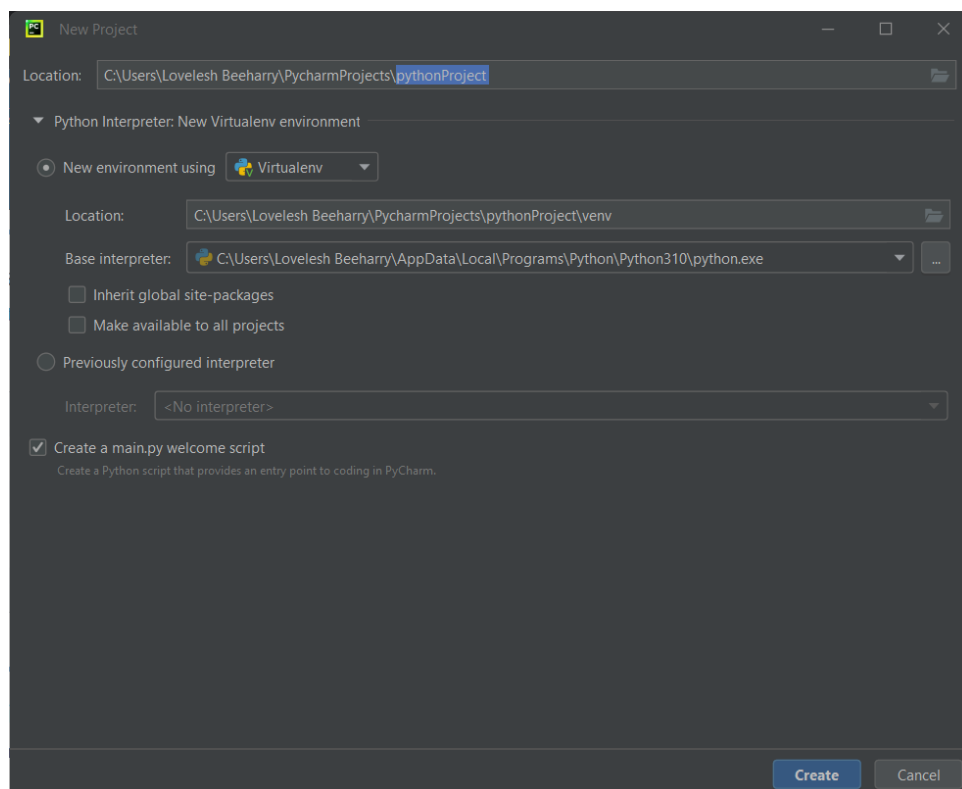 PC
New Project
Location: C:\Users\Lovelesh Beeharry\PycharmProjects\pythonProject
Python Interpreter: New Virtualenv environment
New environment using Virtualenv
Location: C:\Users\Lovelesh Beeharry\PycharmProjects\pythonProject\venv
Base interpreter: C:\Users\Lovelesh Beeharry\AppData\Local\Programs\Python\Python310\python.exe ...
Inherit global site-packages
Make available to all projects
Previously configured interpreter
Interpreter: <No interpreter>
Create a main.py welcome script
Create a Python script that provides an entry point to coding in PyCharm.
Create Cancel